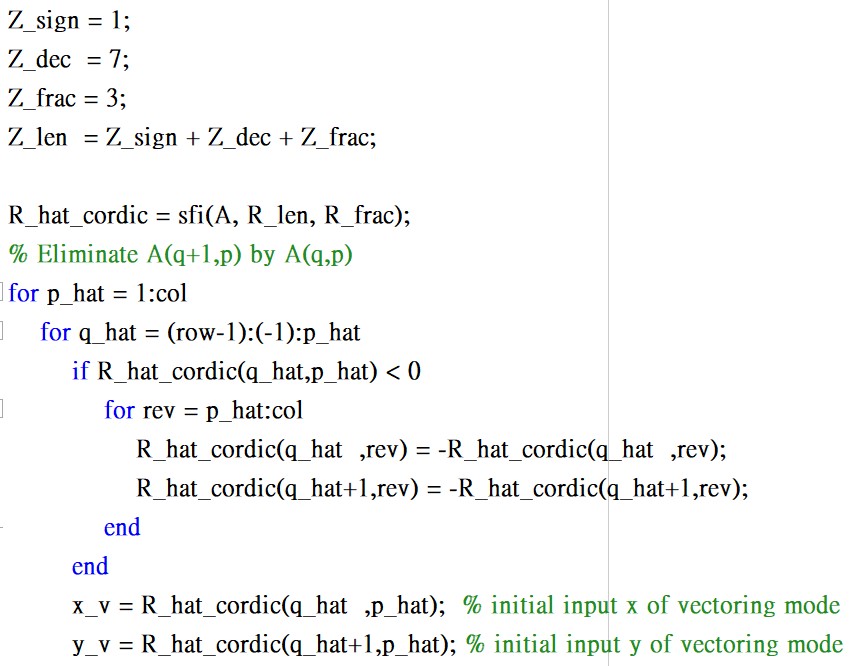 Z_sign = 1;
Z_dec  = 7;
Z_frac = 3;
Z_len  = Z_sign + Z_dec + Z_frac;

R_hat_cordic = sfi(A, R_len, R_frac);
% Eliminate A(q+1,p) by A(q,p)
for p_hat = 1:col
    for q_hat = (row-1):(-1):p_hat
        if R_hat_cordic(q_hat,p_hat) < 0
            for rev = p_hat:col
                R_hat_cordic(q_hat  ,rev) = -R_hat_cordic(q_hat  ,rev);
                R_hat_cordic(q_hat+1,rev) = -R_hat_cordic(q_hat+1,rev);
            end
        end
        x_v = R_hat_cordic(q_hat  ,p_hat);  % initial input x of vectoring mode
        y_v = R_hat_cordic(q_hat+1,p_hat); % initial input y of vectoring mode